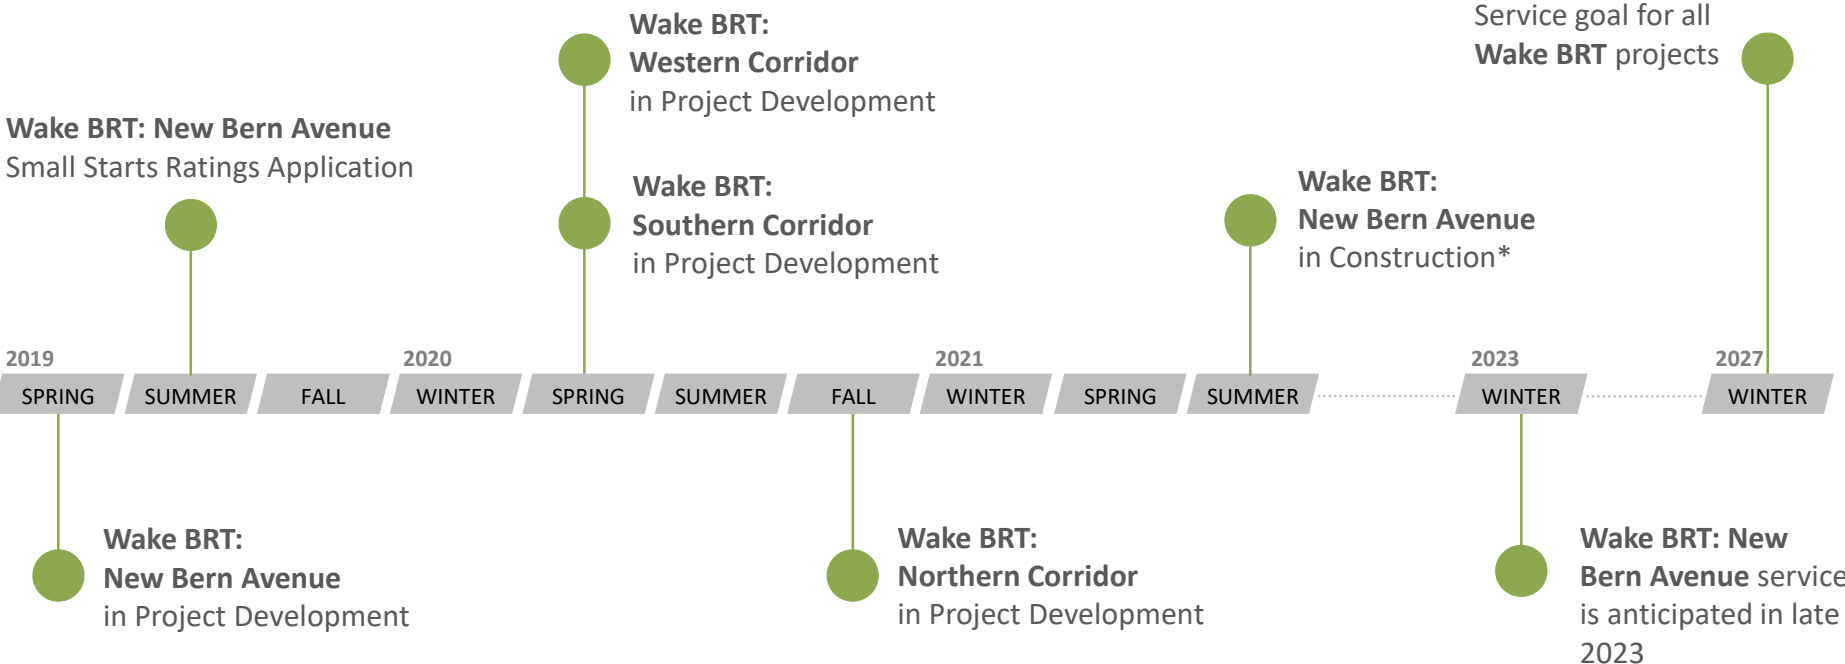 Service goal for all
Wake BRT projects
Wake BRT:
Western Corridor
in Project Development
Wake BRT: New Bern Avenue
Small Starts Ratings Application
Wake BRT:
Southern Corridor
in Project Development
Wake BRT:
New Bern Avenue
in Construction*
2019
2020
2021
2023
2027
SPRING
SUMMER
FALL
WINTER
SPRING
SUMMER
FALL
WINTER
SPRING
SUMMER
WINTER
WINTER
Wake BRT:
New Bern Avenue
in Project Development
Wake BRT:
Northern Corridor
in Project Development
Wake BRT: New
Bern Avenue service
is anticipated in late
2023